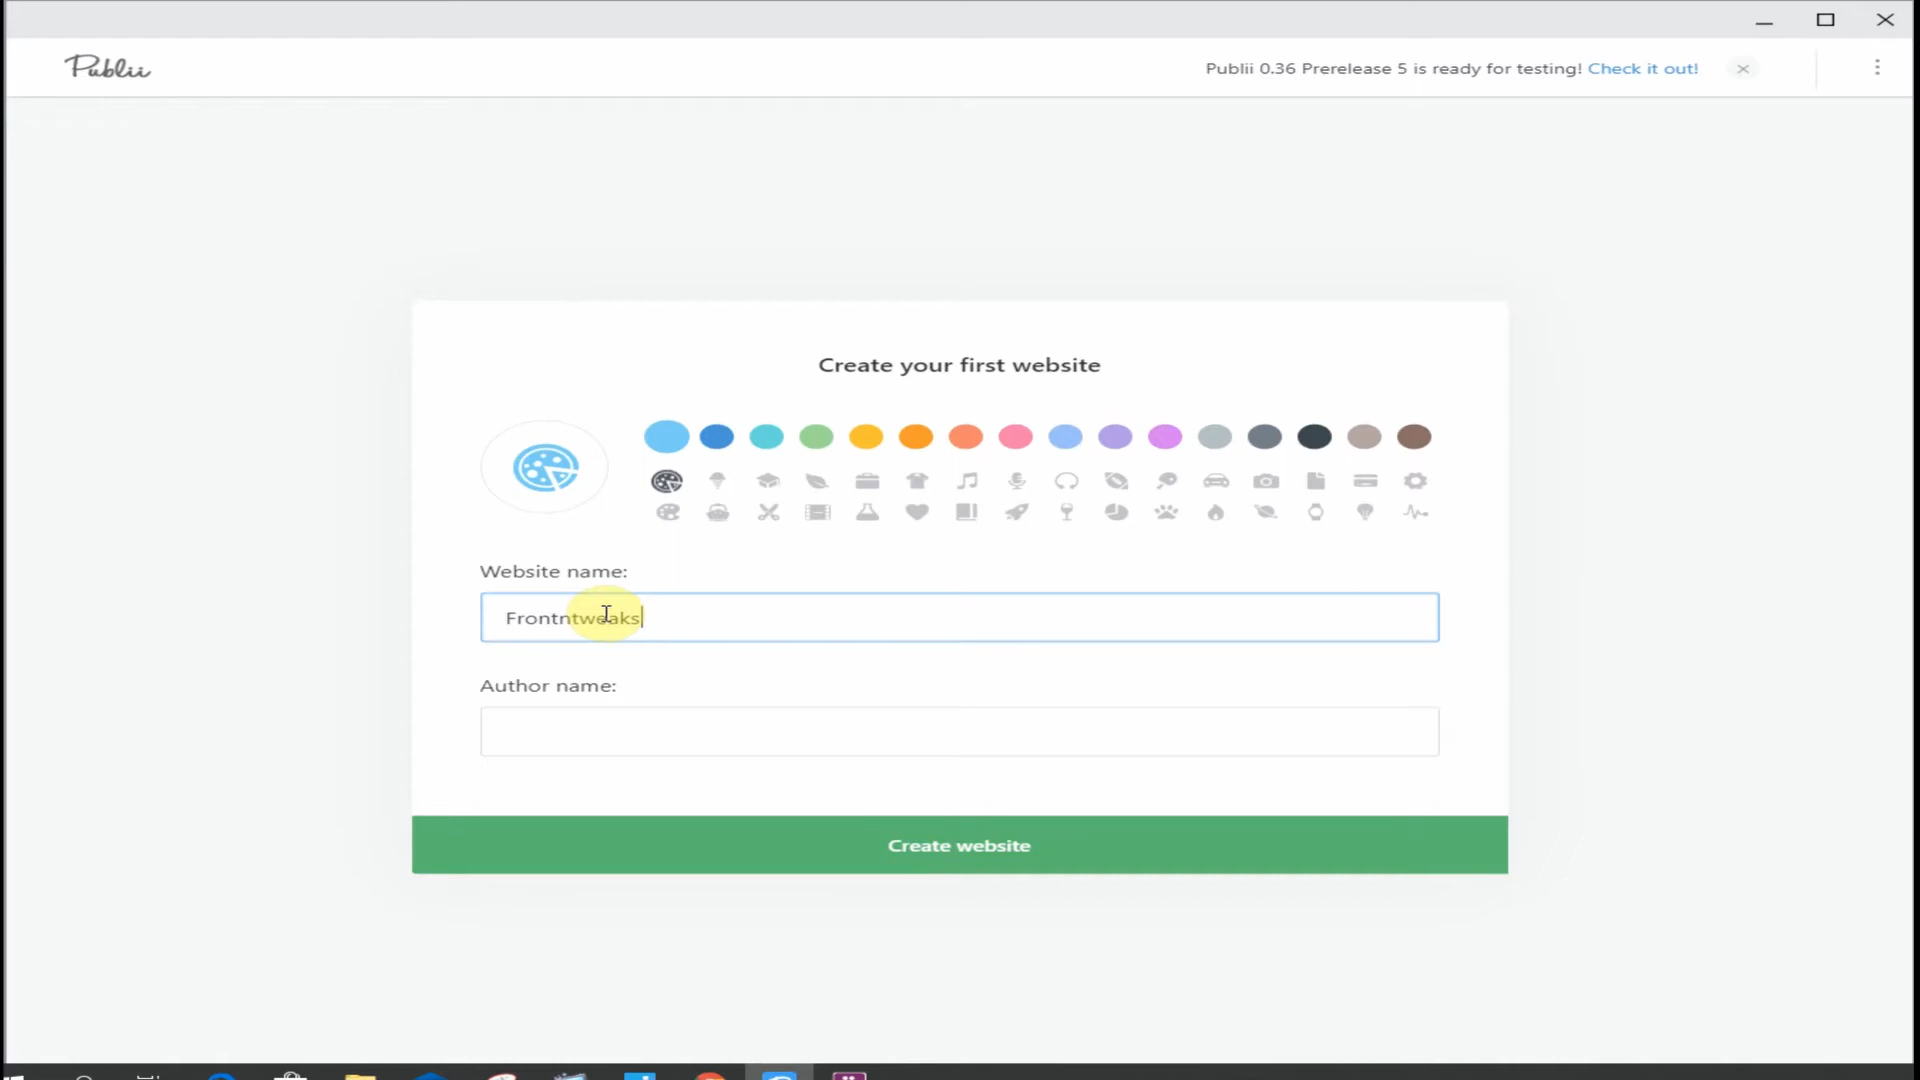 Publii
Publii 0.36 Prerelease 5 is ready for testing! Check it out!
Create your first website
Website name:
Frontntweaks
Author name:
Create website